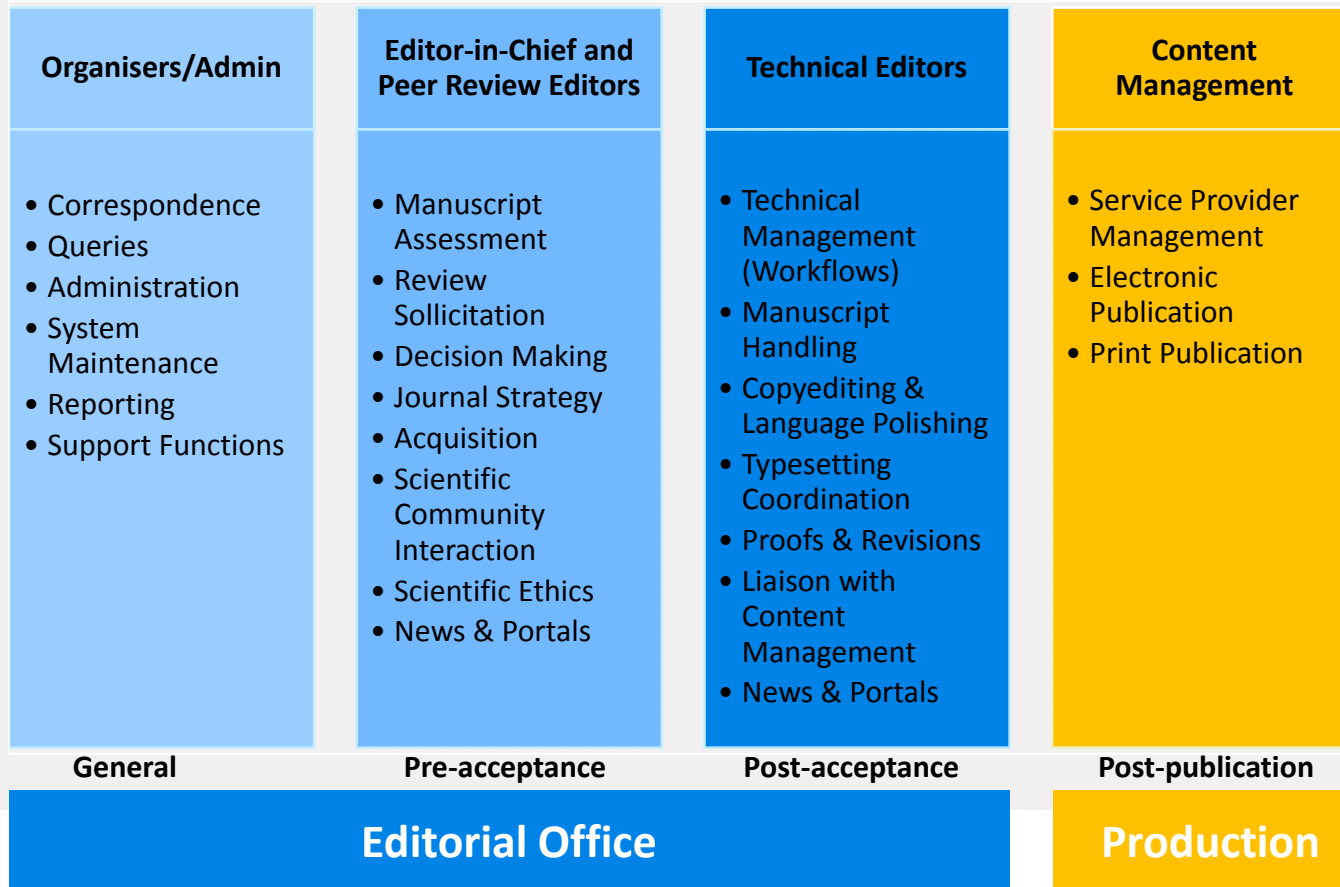 Organisers/Admin
• Correspondence
• Queries
• Administration
• System
Maintenance
• Reporting
• Support Functions
General
Editor-in-Chief and
Peer Review Editors
• Manuscript
Assessment
• Review
Sollicitation
• Decision Making
• Journal Strategy
• Acquisition
• Scientific
Community
Interaction
• Scientific Ethics
• News & Portals
Pre-acceptance
Technical Editors
• Technical
Management
(Workflows)
• Manuscript
Handling
• Copyediting &
Language Polishing
• Typesetting
Coordination
• Proofs & Revisions
• Liaison with
Content
Management
• News & Portals
Post-acceptance
Content
Management
• Service Provider
Management
• Electronic
Publication
• Print Publication
Post-publication
Editorial Office
Production